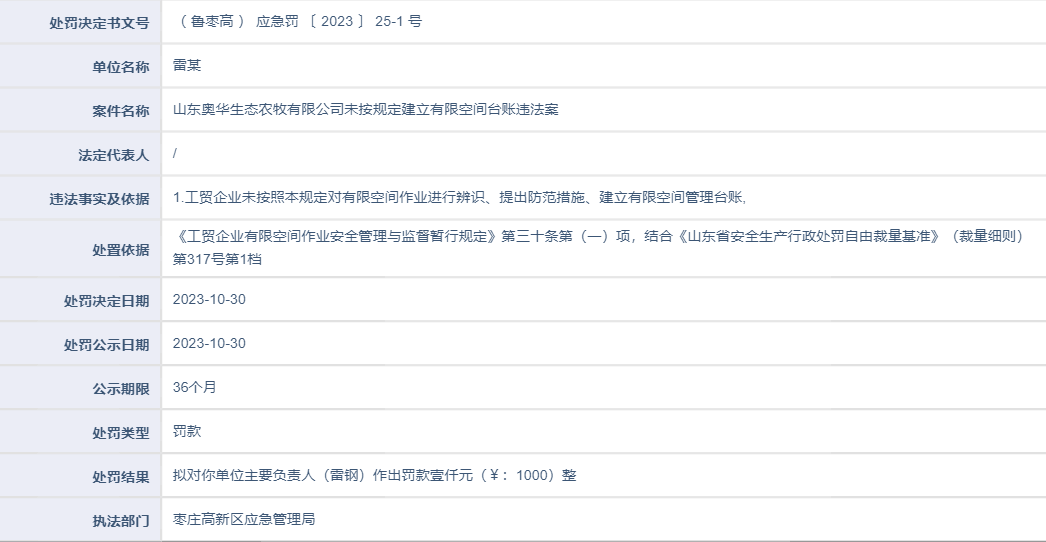 处罚决定书文号 （ 鲁枣高 ） 应急罚 〔 2023 〕 25-1 号
单位名称 雷某
案件名称 山东奥华生态农牧有限公司未按规定建立有限空间台账违法案
法定代表人 /
违法事实及依据 1.工贸企业未按照本规定对有限空间作业进行辨识、提出防范措施、建立有限空间管理台账,
处置依据 《工贸企业有限空间作业安全管理与监督暂行规定》第三十条第（一）项，结合《山东省安全生产行政处罚自由裁量基准》（裁量细则）
第317号第1档
处罚决定日期 2023-10-30
处罚公示日期 2023-10-30
公示期限 36个月
处罚类型 罚款
处罚结果 拟对你单位主要负责人（雷钢）作出罚款壹仟元（￥：1000）整
执法部门 枣庄高新区应急管理局